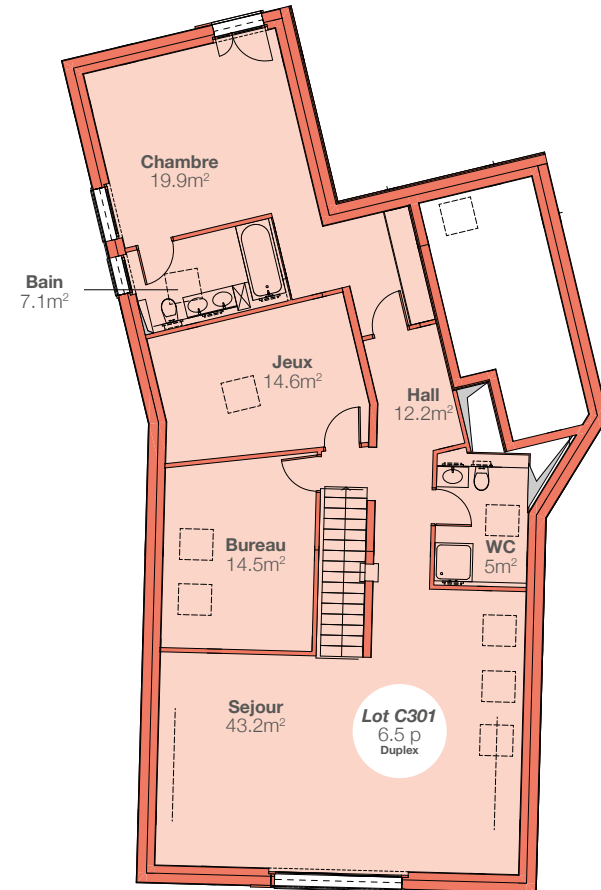 Chambre
19.9m²
Bain
7.1m²
Jeux
14.6m²
Hall
12.2m²
Bureau
14.5m²
WC
5m²
Sejour
43.2m²
Lot C301
6.5 p
Duplex